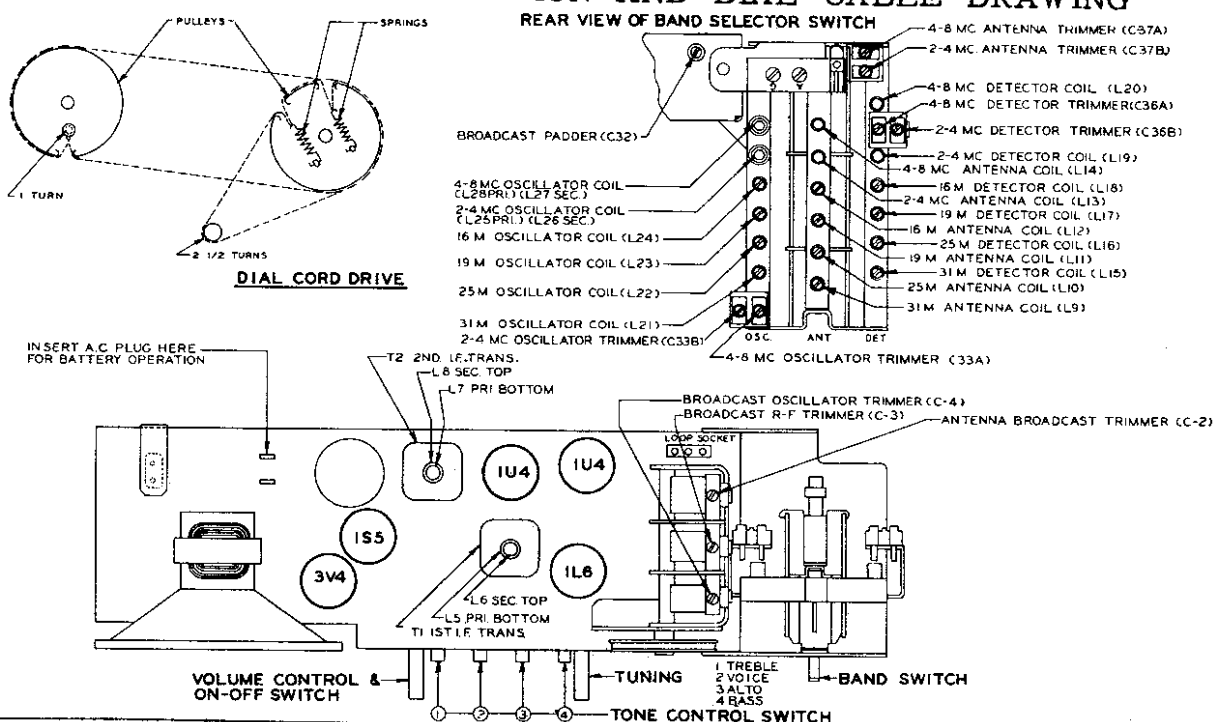 AND DIAL CABLE DRAWING
REAR VIEW OF BAND SELECTOR SWITCH
PULLEYS
SPRINGS
1 TURN
2 1/2 TURNS
DIAL CORD DRIVE
BROADCAST PADDER (C32)
4-8 MC OSCILLATOR COIL
(L28 PRI.) (L27 SEC.)
2-4 MC OSCILLATOR COIL
(L25 PRI.) (L26 SEC.)
16 M OSCILLATOR COIL (L24)
19 M OSCILLATOR COIL (L23)
25 M OSCILLATOR COIL (L22)
31 M OSCILLATOR COIL (L21)
2-4 MC OSCILLATOR TRIMMER (C33B)
4-8 MC ANTENNA TRIMMER (C37A)
2-4 MC ANTENNA TRIMMER (C37B)
4-8 MC DETECTOR COIL (L20)
4-8 MC DETECTOR TRIMMER (C36A)
2-4 MC DETECTOR TRIMMER (C36B)
2-4 MC DETECTOR COIL (L19)
4-8 MC ANTENNA COIL (L14)
16 M DETECTOR COIL (L18)
2-4 MC ANTENNA COIL (L13)
19 M DETECTOR COIL (L17)
16 M ANTENNA COIL (L12)
25 M DETECTOR COIL (L16)
19 M ANTENNA COIL (L11)
31 M DETECTOR COIL (L15)
25 M ANTENNA COIL (L10)
31 M ANTENNA COIL (L9)
OSC. ANT DET
4-8 MC OSCILLATOR TRIMMER (33A)
INSERT A.C PLUG HERE
FOR BATTERY OPERATION
T2 2ND. I.F. TRANS.
L8 SEC. TOP
L7 PRI BOTTOM
BROADCAST OSCILLATOR TRIMMER (C-4)
BROADCAST R-F TRIMMER (C-3)
ANTENNA BROADCAST TRIMMER (C-2)
LOOP SOCKET
1U4
1U4
1S5
3V4
1L6
L6 SEC. TOP
L5 PRI. BOTTOM
T1 1ST I.F. TRANS.
VOLUME CONTROL &
ON-OFF SWITCH
TUNING
1 TREBLE
2 VOICE
3 ALTO
4 BASS
BAND SWITCH
1 2 3 4 TONE CONTROL SWITCH